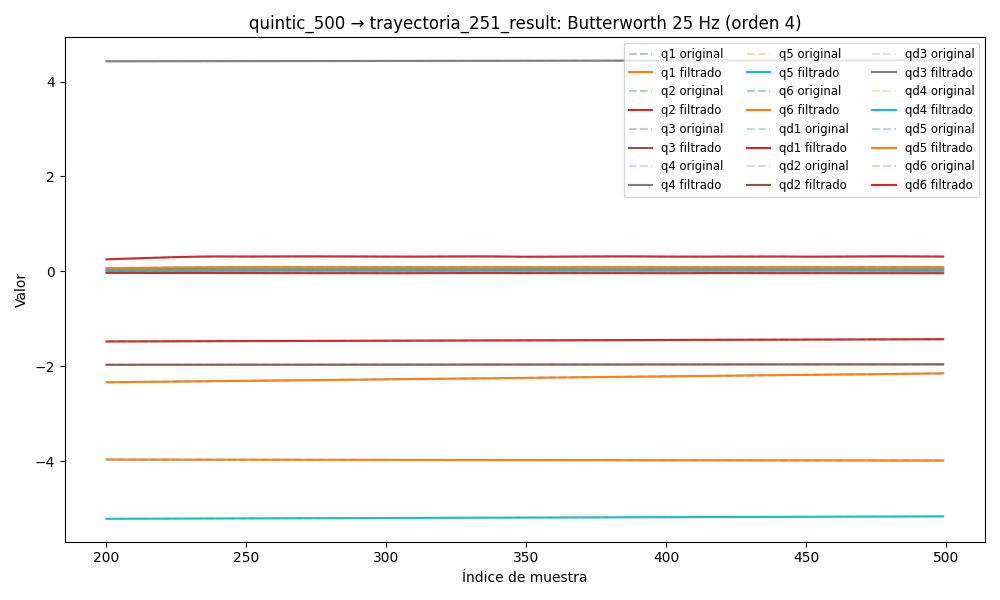 quintic_500 → trayectoria_251_result: Butterworth 25 Hz (orden 4)
q1 original
q1 filtrado
q2 original
q2 filtrado
q3 original
q3 filtrado
q4 original
q4 filtrado
q5 original
q5 filtrado
q6 original
q6 filtrado
qd1 original
qd1 filtrado
qd2 original
qd2 filtrado
qd3 original
qd3 filtrado
qd4 original
qd4 filtrado
qd5 original
qd5 filtrado
qd6 original
qd6 filtrado
Valor
4
2
0
−2
−4
200
250
300
350
400
450
500
Índice de muestra